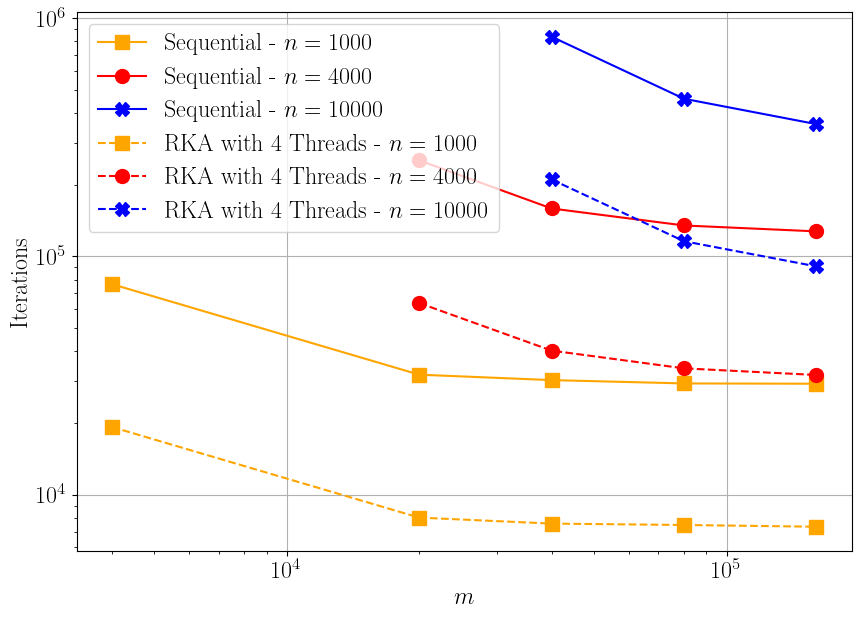 10^6
Sequential - n = 1000
Sequential - n = 4000
Sequential - n = 10000
RKA with 4 Threads - n = 1000
RKA with 4 Threads - n = 4000
RKA with 4 Threads - n = 10000
10^5
Iterations
10^4
10^4
10^5
m